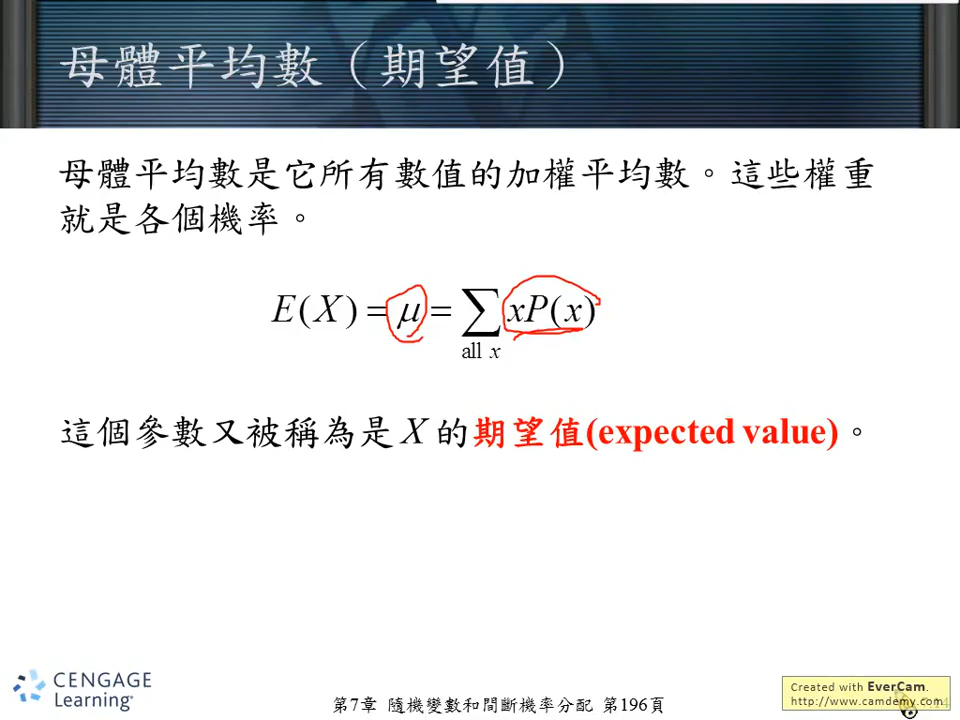 母體平均數（期望值）
母體平均數是它所有數值的加權平均數。這些權重
就是各個機率。
E(X) = μ = ∑ xP(x)
all x
這個參數又被稱為是 X 的期望值(expected value)。
CENGAGE
Learning
第7章 隨機變數和間斷機率分配 第196頁
Created with EverCam.
http://www.camdemy.com